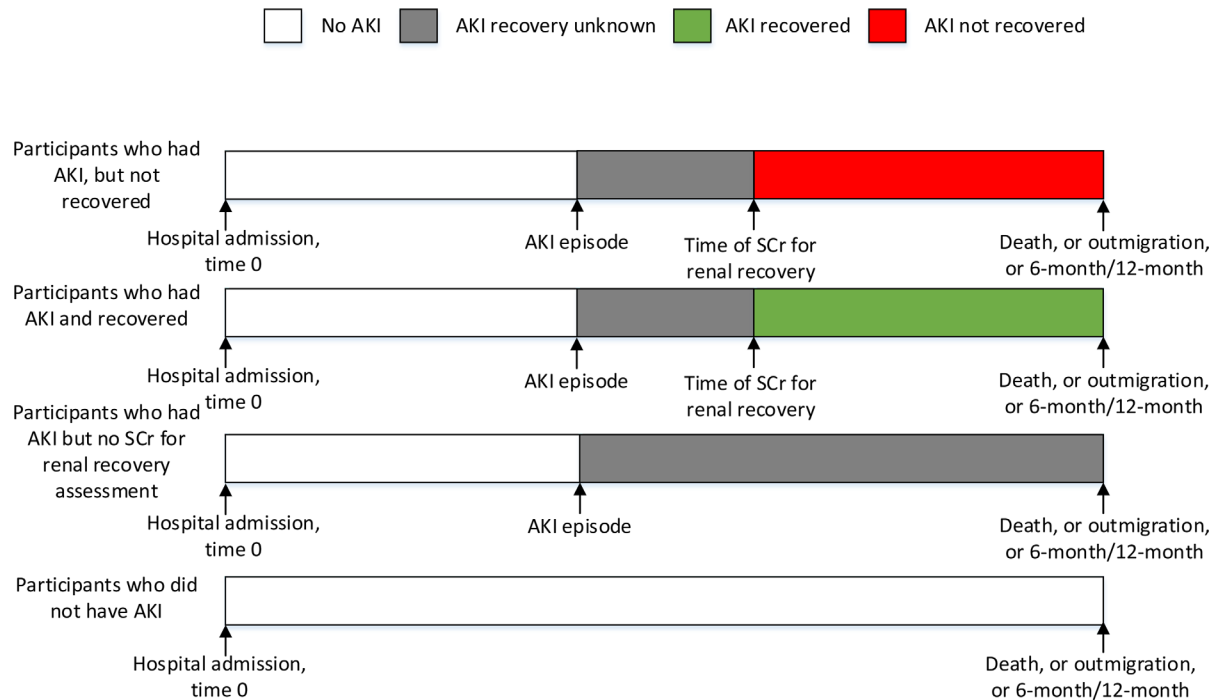 No AKI
AKI recovery unknown
AKI recovered
AKI not recovered
Participants who had
AKI, but not
recovered
Hospital admission,
time 0
AKI episode
Time of SCr for
renal recovery
Death, or outmigration,
or 6-month/12-month
Participants who had
AKI and recovered
Hospital admission,
time 0
AKI episode
Time of SCr for
renal recovery
Death, or outmigration,
or 6-month/12-month
Participants who had
AKI but no SCr for
renal recovery
assessment
Hospital admission,
time 0
AKI episode
Death, or outmigration,
or 6-month/12-month
Participants who did
not have AKI
Hospital admission,
time 0
Death, or outmigration,
or 6-month/12-month